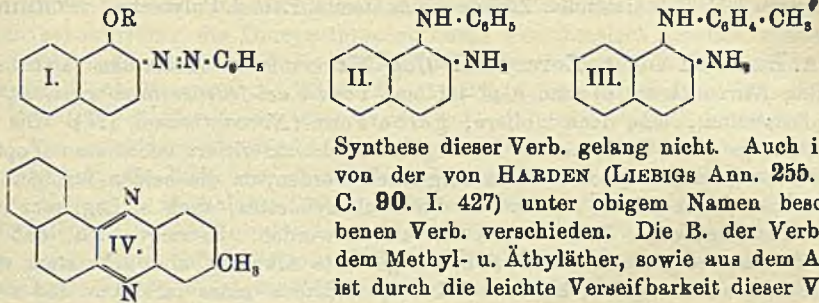 OR
I.
·N:N·C₆H₅
NH·C₆H₅
·NH₂
II.
NH·C₆H₄·CH₃
·NH₂
III.
Synthese dieser Verb. gelang nicht. Auch i
von der von HARDEN (LIEBIGS Ann. 255.
C. 90. I. 427) unter obigem Namen besc
benen Verb. verschieden. Die B. der Verb
dem Methyl- u. Äthyläther, sowie aus dem A
ist durch die leichte Verseifbarkeit dieser V
N
IV.
CH₃
N